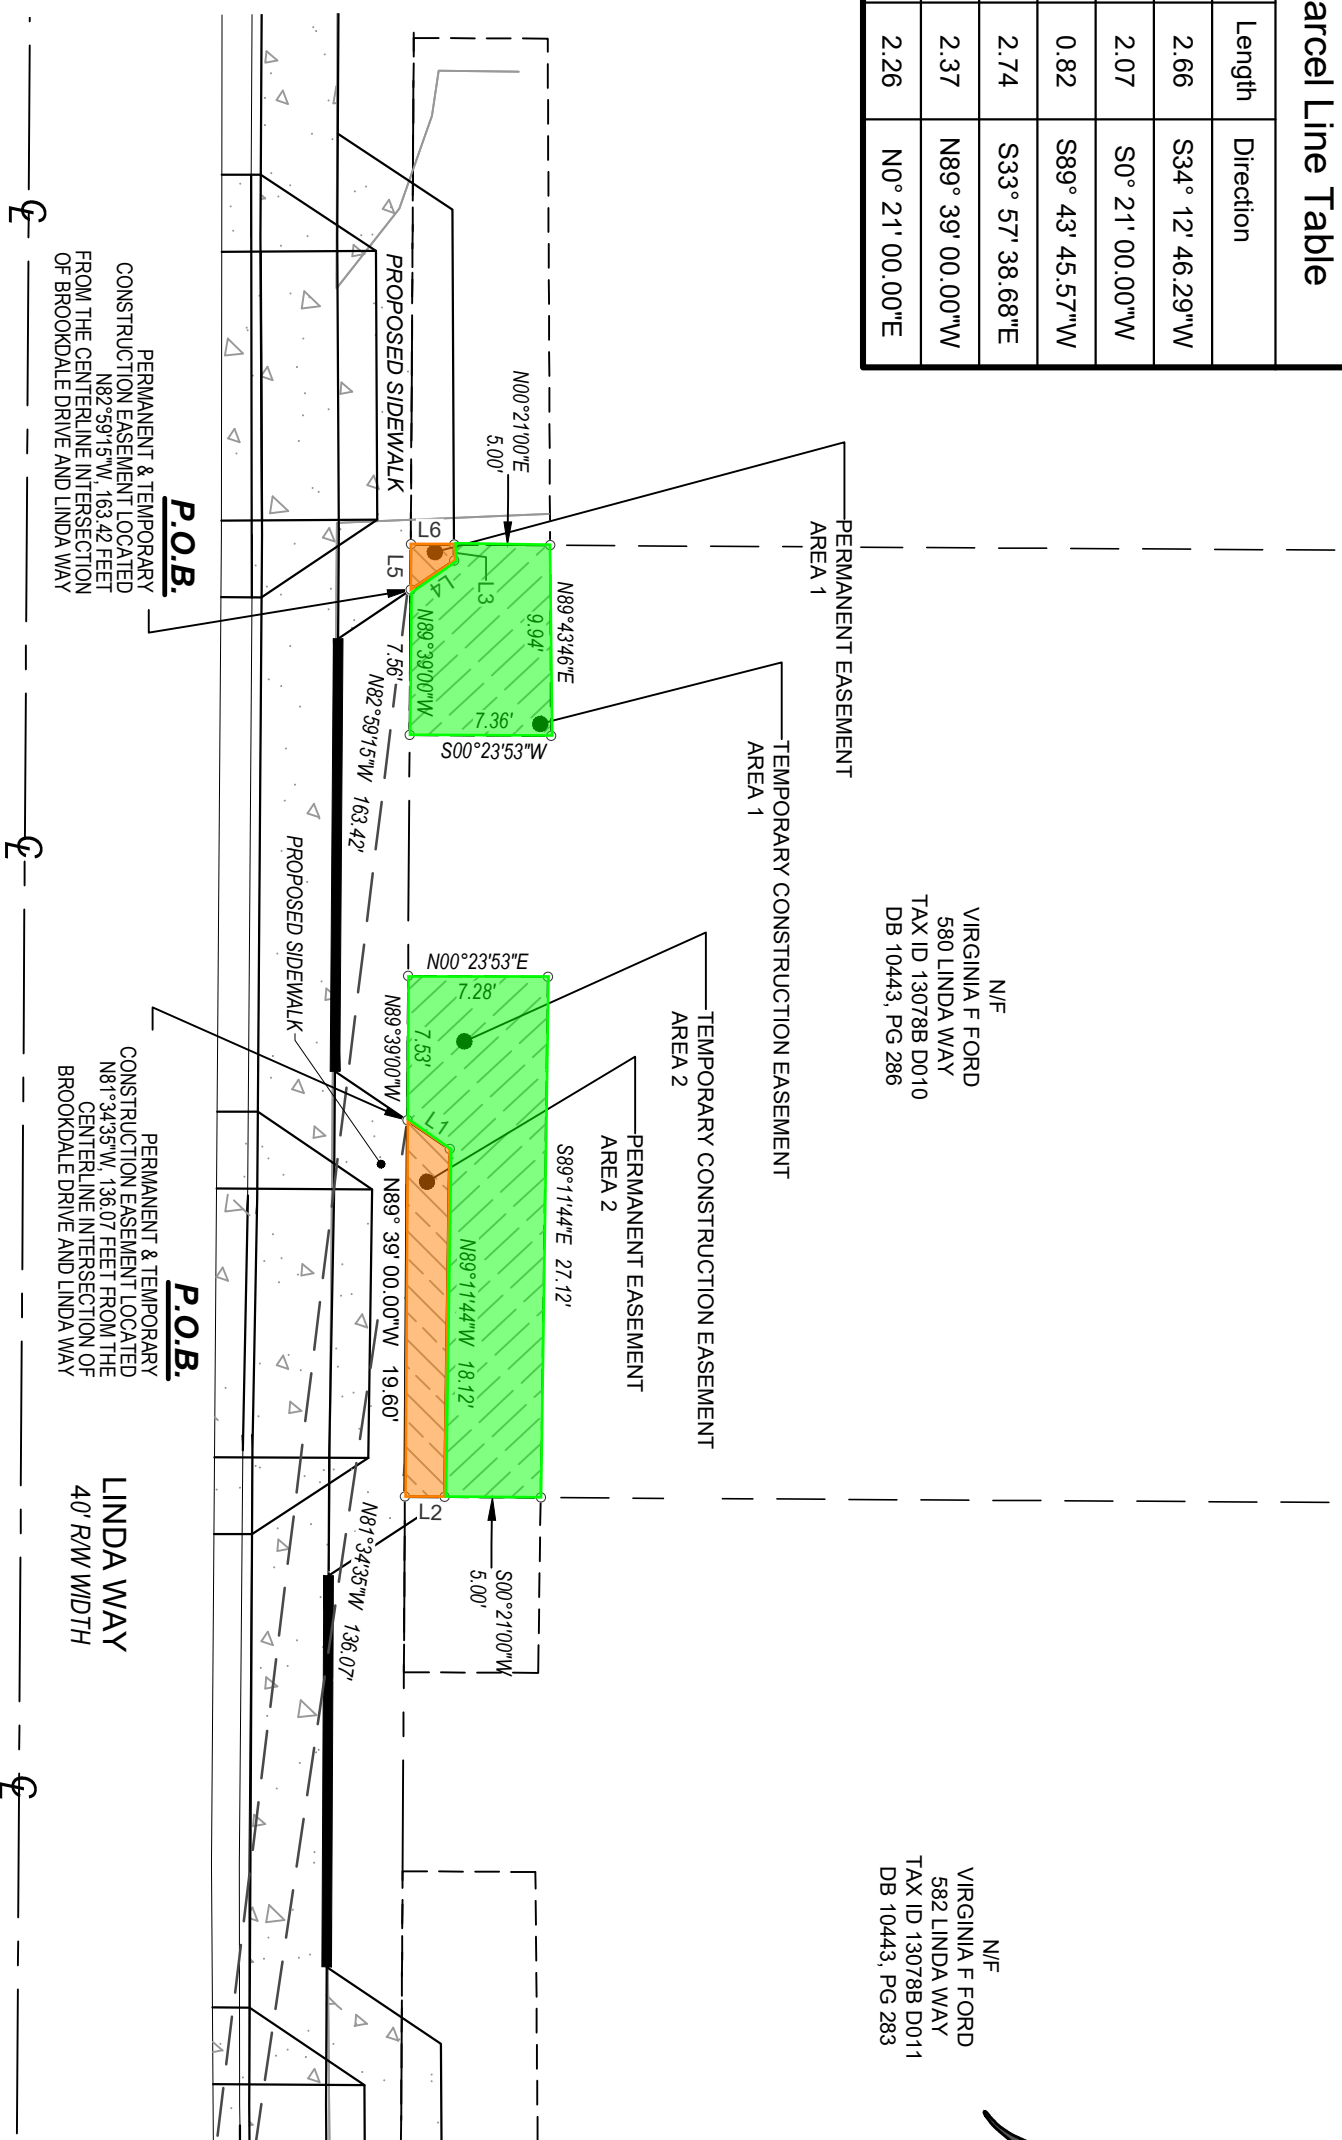 arcel Line Table
Length Direction
2.66 S34° 12' 46.29"W
2.07 S0° 21' 00.00"W
0.82 S89° 43' 45.57"W
2.74 S33° 57' 38.68"E
2.37 N89° 39' 00.00"W
2.26 N0° 21' 00.00"E
N/F
VIRGINIA F FORD
580 LINDA WAY
TAX ID 13078B D010
DB 10443, PG 286
N/F
VIRGINIA F FORD
582 LINDA WAY
TAX ID 13078B D011
DB 10443, PG 283
PERMANENT EASEMENT
AREA 1
TEMPORARY CONSTRUCTION EASEMENT
AREA 1
TEMPORARY CONSTRUCTION EASEMENT
AREA 2
PERMANENT EASEMENT
AREA 2
N00°21'00"E
5.00'
N89°43'46"E
9.94'
L6
L3
L5
N89°39'00"W
7.56'
7.36'
S00°23'53"W
N82°59'15"W 163.42'
N00°23'53"E
7.28'
7.53'
N89°39'00"W
L1
S89°11'44"E 27.12'
N89°11'44"W 18.12'
N89° 39' 00.00"W 19.60'
L2
S00°21'00"W
5.00'
N81°34'35"W 136.07'
PROPOSED SIDEWALK
PROPOSED SIDEWALK
P.O.B.
PERMANENT & TEMPORARY
CONSTRUCTION EASEMENT LOCATED
N82°59'15"W, 163.42 FEET
FROM THE CENTERLINE INTERSECTION
OF BROOKDALE DRIVE AND LINDA WAY
P.O.B.
PERMANENT & TEMPORARY
CONSTRUCTION EASEMENT LOCATED
N81°34'35"W, 136.07 FEET FROM THE
CENTERLINE INTERSECTION OF
BROOKDALE DRIVE AND LINDA WAY
LINDA WAY
40' R/W WIDTH
℄
℄
℄